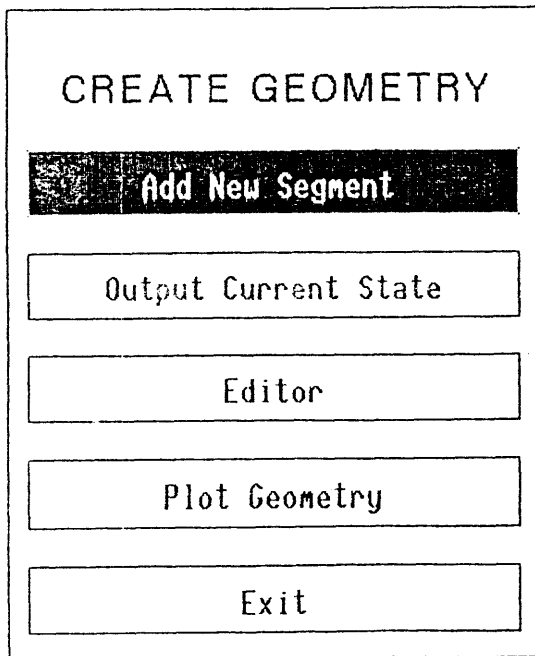 CREATE GEOMETRY
Add New Segment
Output Current State
Editor
Plot Geometry
Exit